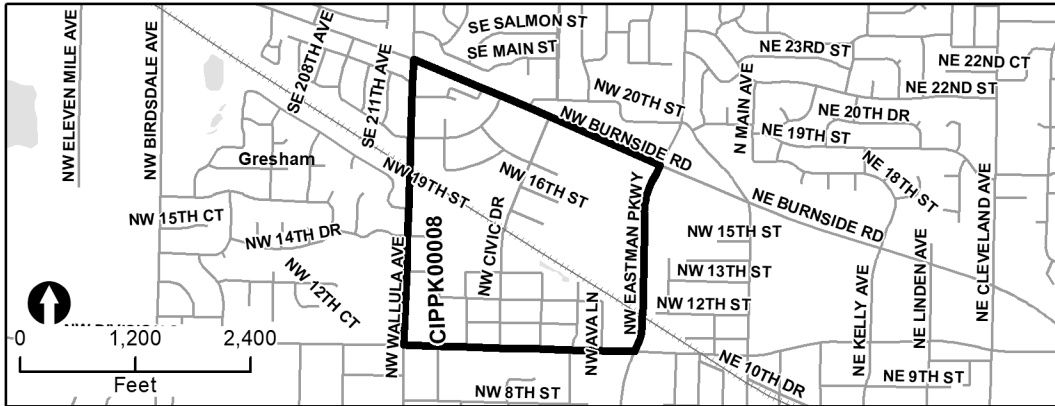 SE SALMON ST
SE MAIN ST
NW ELEVEN MILE AVE
NW BIRDSDALE AVE
SE 208TH AVE
SE 211TH AVE
NW 20TH ST
N MAIN AVE
NE 23RD ST
NE 22ND CT
NE 22ND ST
NE 20TH DR
NE 19TH ST
NE 18TH ST
NW BURNSIDE RD
Gresham
NW 19TH ST
NW 16TH ST
NW EASTMAN PKWY
NE BURNSIDE RD
NW 15TH CT
NW 14TH DR
NW 12TH CT
NW WALLULA AVE
CIPPK00008
NW CIVIC DR
NW AVA LN
NW 15TH ST
NW 13TH ST
NW 12TH ST
NE KELLY AVE
NE LINDEN AVE
NE CLEVELAND AVE
NE 10TH DR
NE 9TH ST
NW 8TH ST
0 1,200 2,400
Feet